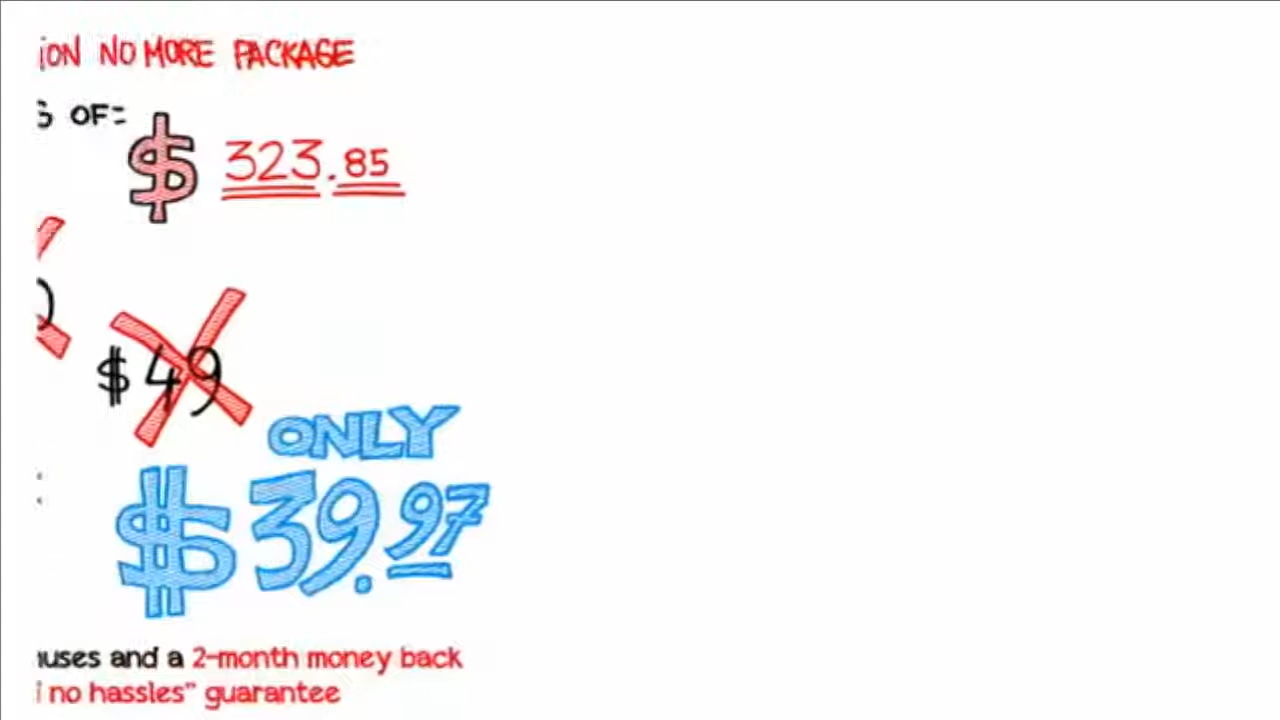 ION NO MORE PACKAGE
OF:
$ 323.85
$ 49
ONLY
$39.97
and a 2-month money back
no hassles" guarantee